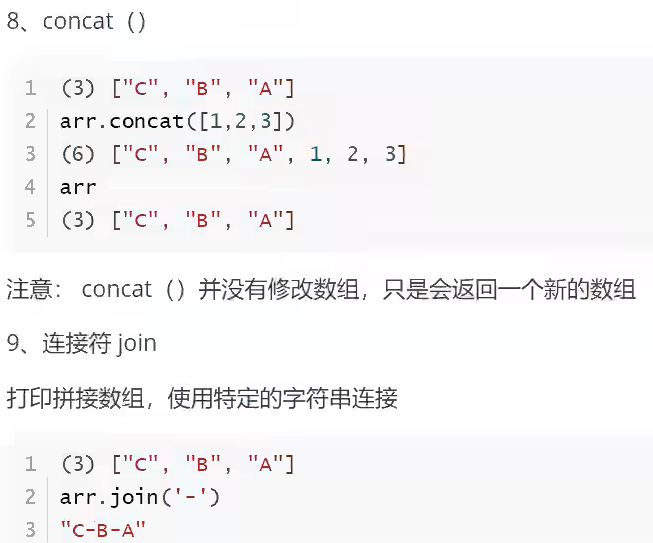 8、concat（）
1 (3) ["C", "B", "A"]
2 arr.concat([1,2,3])
3 (6) ["C", "B", "A", 1, 2, 3]
4 arr
5 (3) ["C", "B", "A"]
注意： concat（）并没有修改数组，只是会返回一个新的数组
9、连接符 join
打印拼接数组，使用特定的字符串连接
1 (3) ["C", "B", "A"]
2 arr.join('-')
3 "C-B-A"